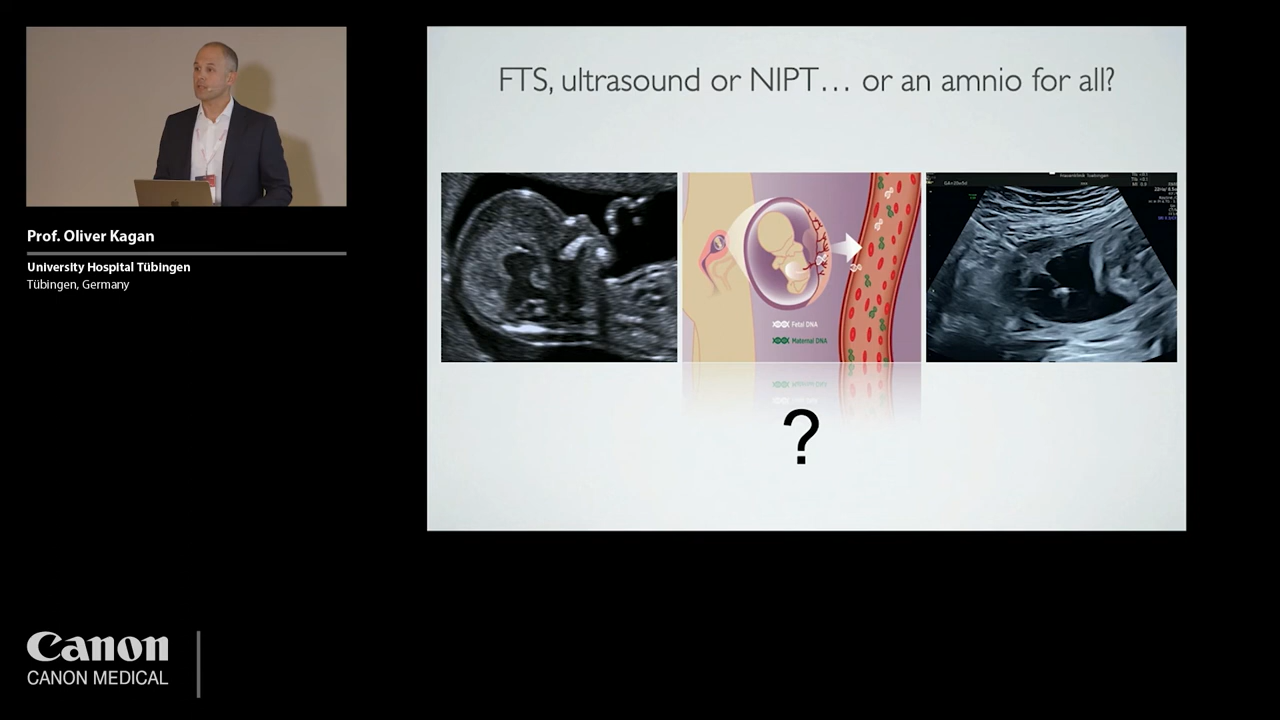 FTS, ultrasound or NIPT… or an amnio for all?
Prof. Oliver Kagan
University Hospital Tübingen
Tübingen, Germany
Fetal DNA
Maternal DNA
?
Canon
CANON MEDICAL